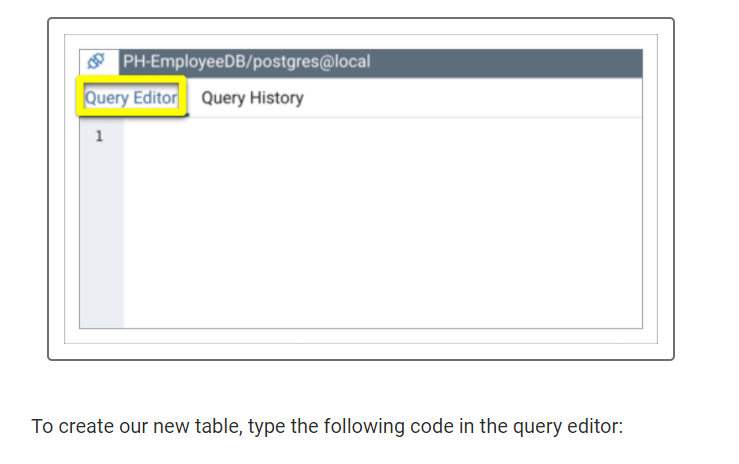 PH-EmployeeDB/postgres@local
Query Editor Query History
1
To create our new table, type the following code in the query editor: